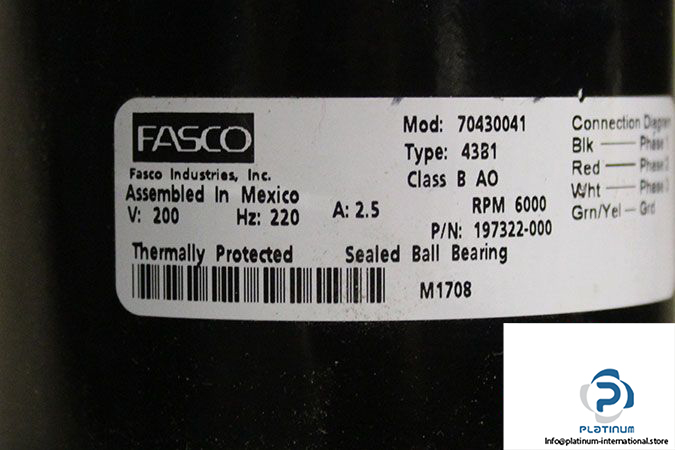 FASCO
Fasco Industries, Inc.
Assembled In Mexico
V: 200 Hz: 220 A: 2.5
Mod: 70430041
Type: 43B1
Class B AO
RPM 6000
P/N: 197322-000
Thermally Protected Sealed Ball Bearing
M1708
Connection Diagram
Blk — Phase 1
Red — Phase 2
Wht — Phase 3
Grn/Yel — Grd
PLATINUM
Info@platinum-international.store